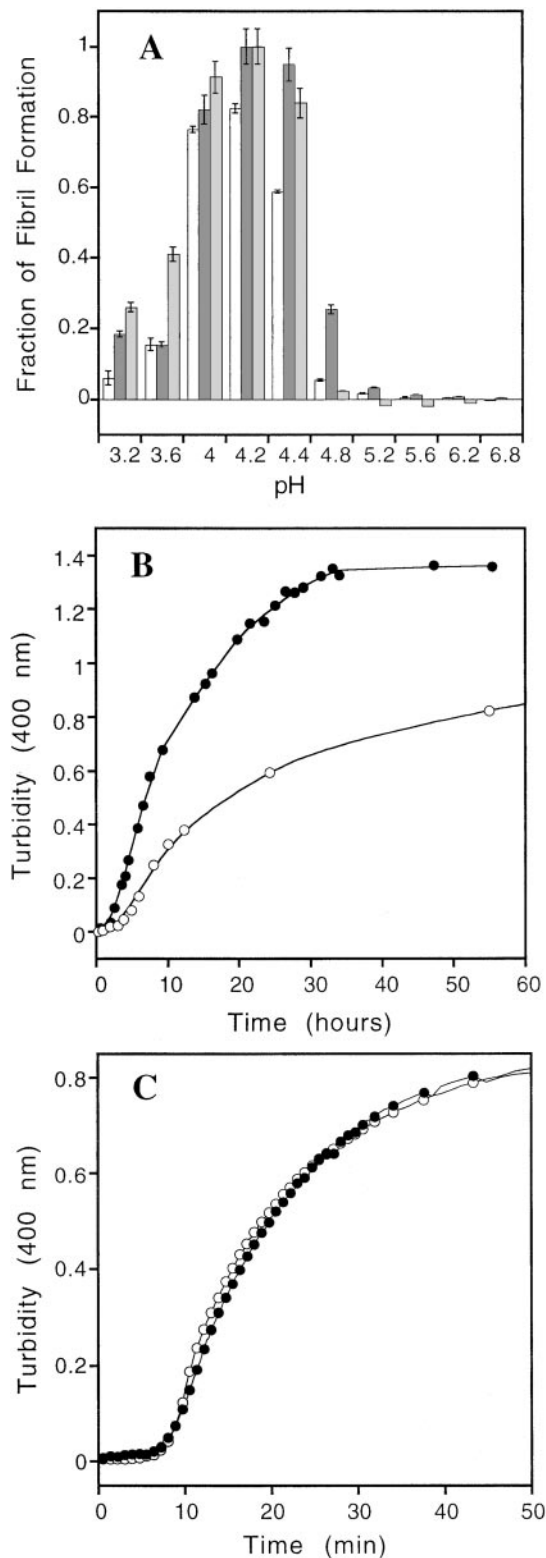 A
Fraction of Fibril Formation
1
0.8
0.6
0.4
0.2
0
3.2 3.6 4 4.2 4.4 4.8 5.2 5.6 6.2 6.8
pH
B
Turbidity (400 nm)
1.4
1.2
1
0.8
0.6
0.4
0.2
0
0 10 20 30 40 50 60
Time (hours)
C
Turbidity (400 nm)
0.8
0.6
0.4
0.2
0
0 10 20 30 40 50
Time (min)